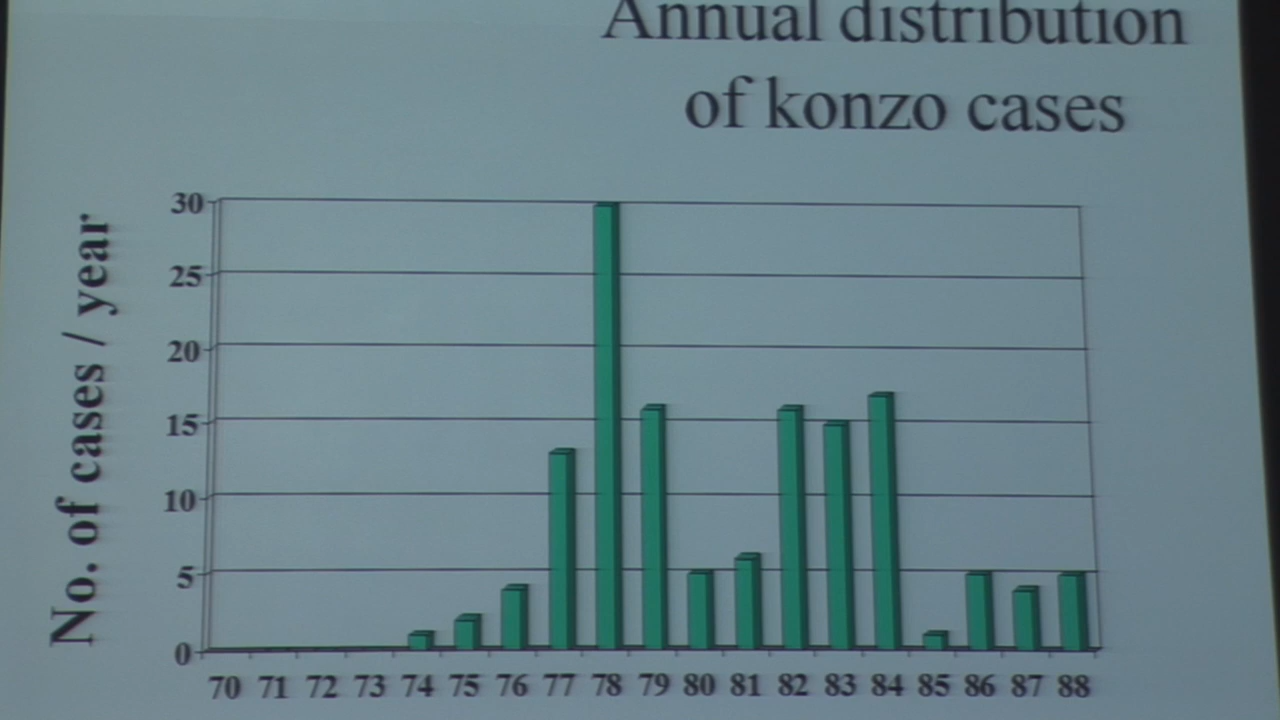 Annual distribution
of konzo cases
No. of cases / year
30
25
20
15
10
5
0
70 71 72 73 74 75 76 77 78 79 80 81 82 83 84 85 86 87 88